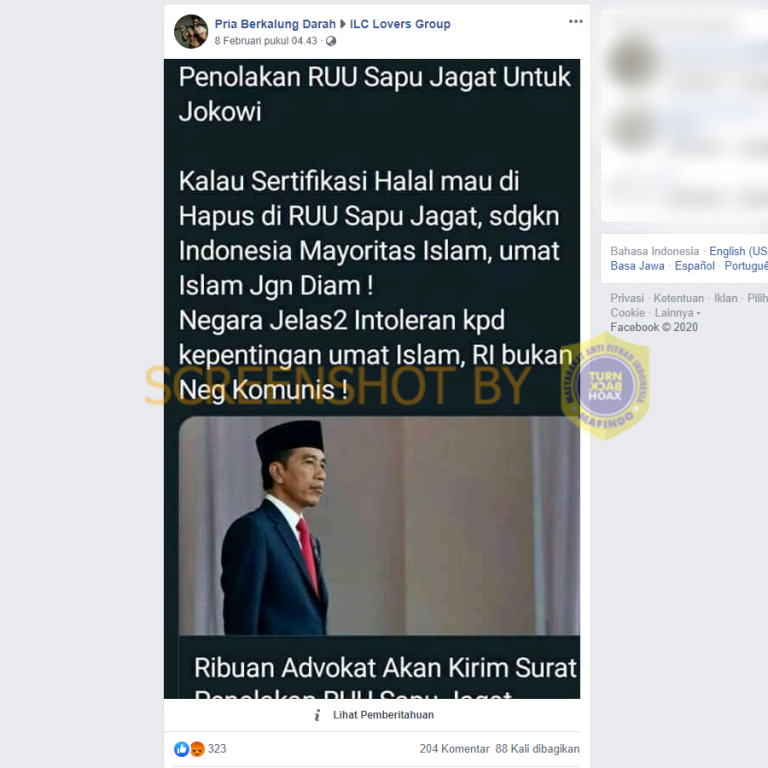 Pria Berkalung Darah ILC Lovers Group
8 Februari pukul 04.43 ·
Penolakan RUU Sapu Jagat Untuk
Jokowi
Kalau Sertifikasi Halal mau di
Hapus di RUU Sapu Jagat, sdgkn
Indonesia Mayoritas Islam, umat
Islam Jgn Diam !
Negara Jelas2 Intoleran kpd
kepentingan umat Islam, RI bukan
Neg Komunis !
SCREENSHOT BY
MASYARAKAT ANTI FITNAH INDONESIA
TURN
BACK
HOAX
MAFINDO
Ribuan Advokat Akan Kirim Surat
Penolakan RUU Sapu Jagat
Lihat Pemberitahuan
323
204 Komentar 88 Kali dibagikan
Bahasa Indonesia · English (US
Basa Jawa · Español · Portuguê
Privasi · Ketentuan · Iklan · Pilih
Cookie · Lainnya
Facebook © 2020